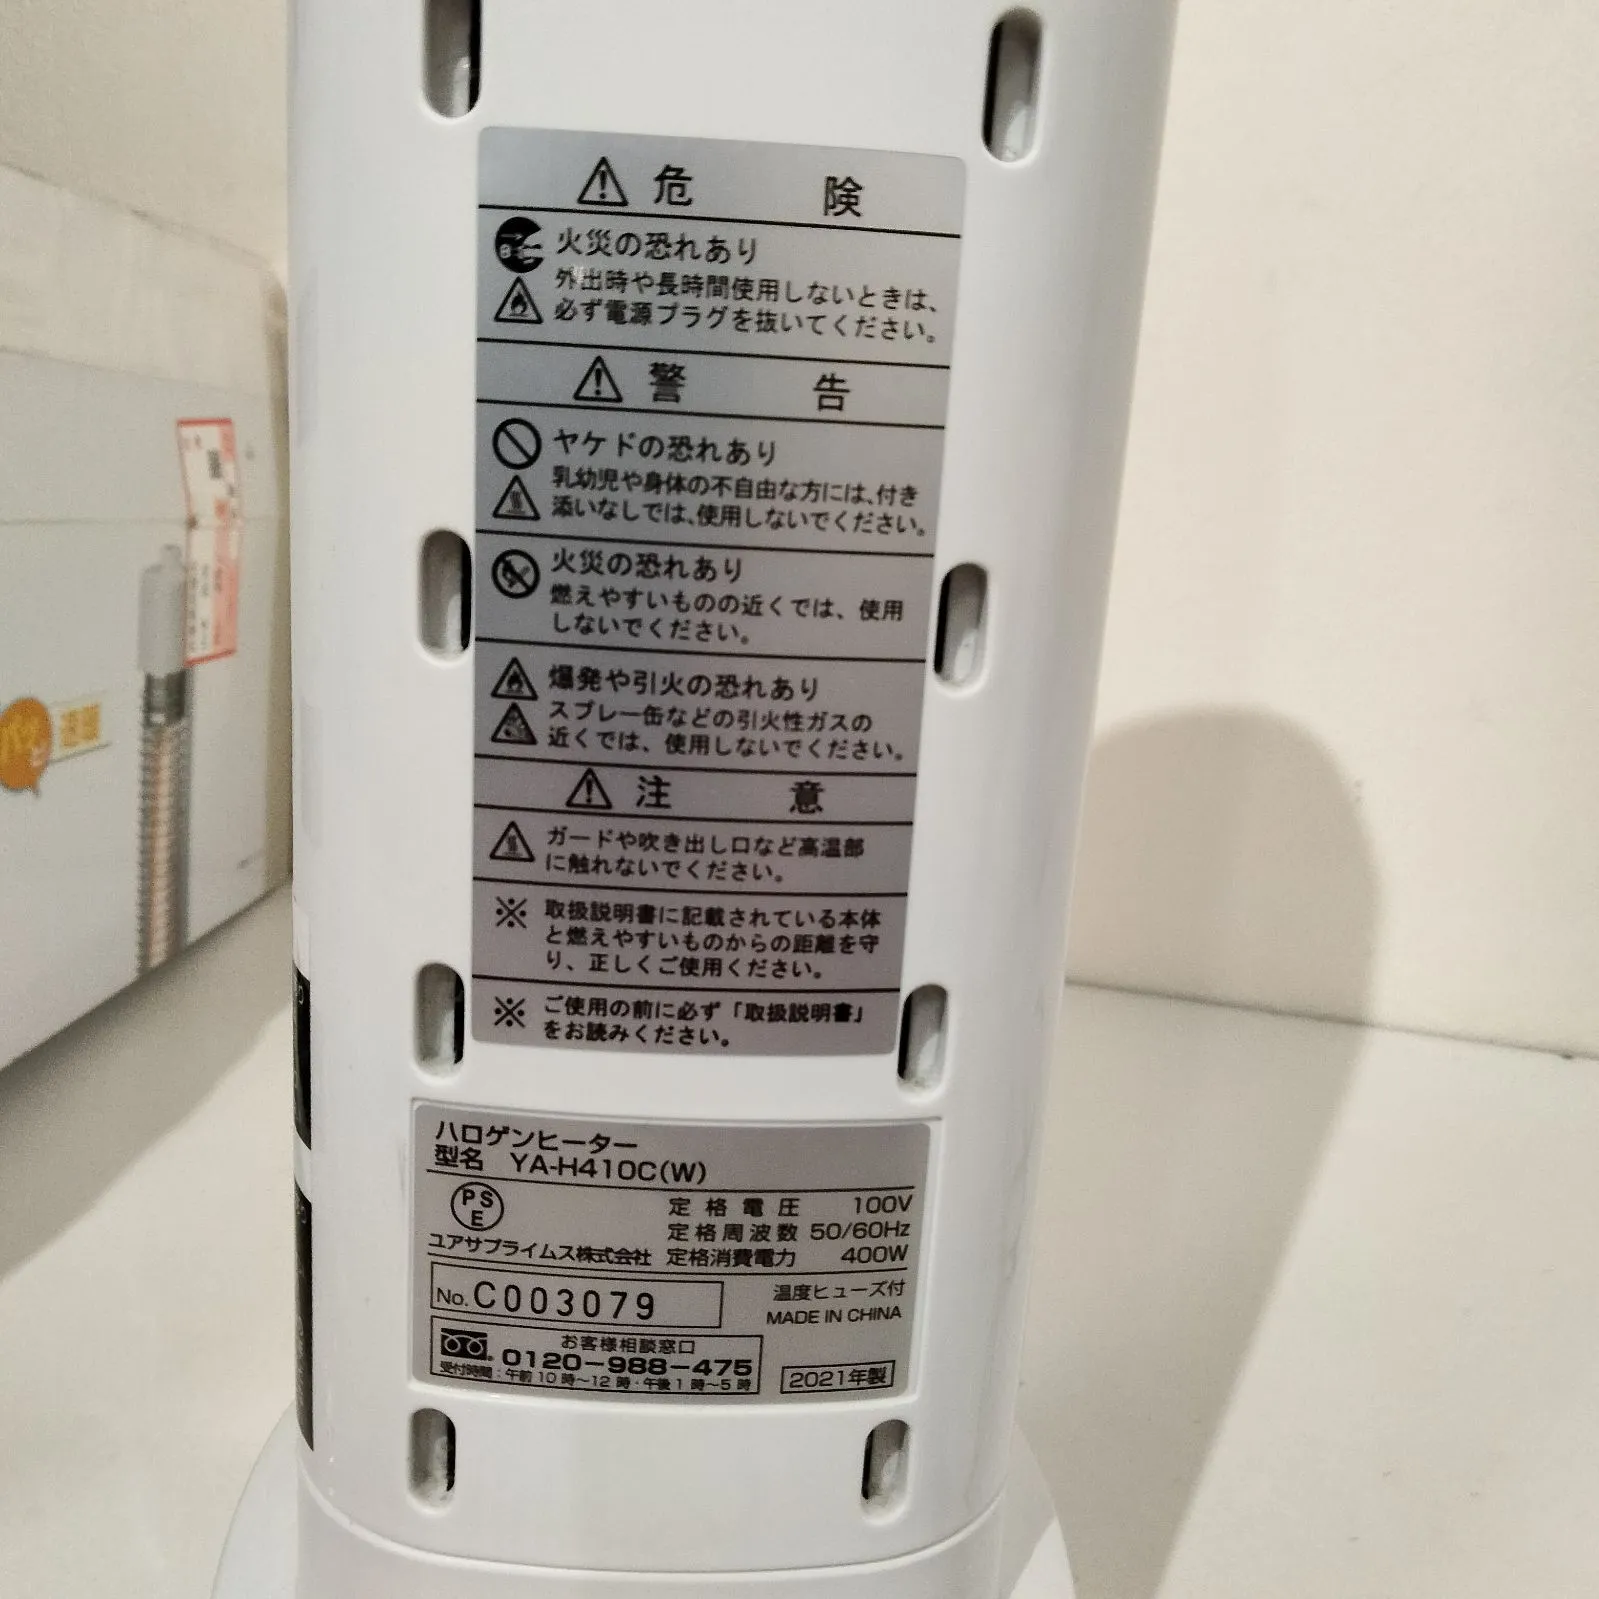 危 険
火災の恐れあり
外出時や長時間使用しないときは、
必ず電源プラグを抜いてください。
警 告
ヤケドの恐れあり
乳幼児や身体の不自由な方には、付き
添いなしでは、使用しないでください。
火災の恐れあり
燃えやすいものの近くでは、使用
しないでください。
爆発や引火の恐れあり
スプレー缶などの引火性ガスの
近くでは、使用しないでください。
注 意
ガードや吹き出し口など高温部
に触れないでください。
※ 取扱説明書に記載されている本体
と燃えやすいものからの距離を守
り、正しくご使用ください。
※ ご使用の前に必ず「取扱説明書」
をお読みください。
ハロゲンヒーター
型名 YA-H410C(W)
PS
E
定格電圧 100V
定格周波数 50/60Hz
ユアサプライムス株式会社 定格消費電力 400W
No. C003079
温度ヒューズ付
MADE IN CHINA
お客様相談窓口
0120-988-475
受付時間：午前10時～12時・午後1時～5時
2021年製